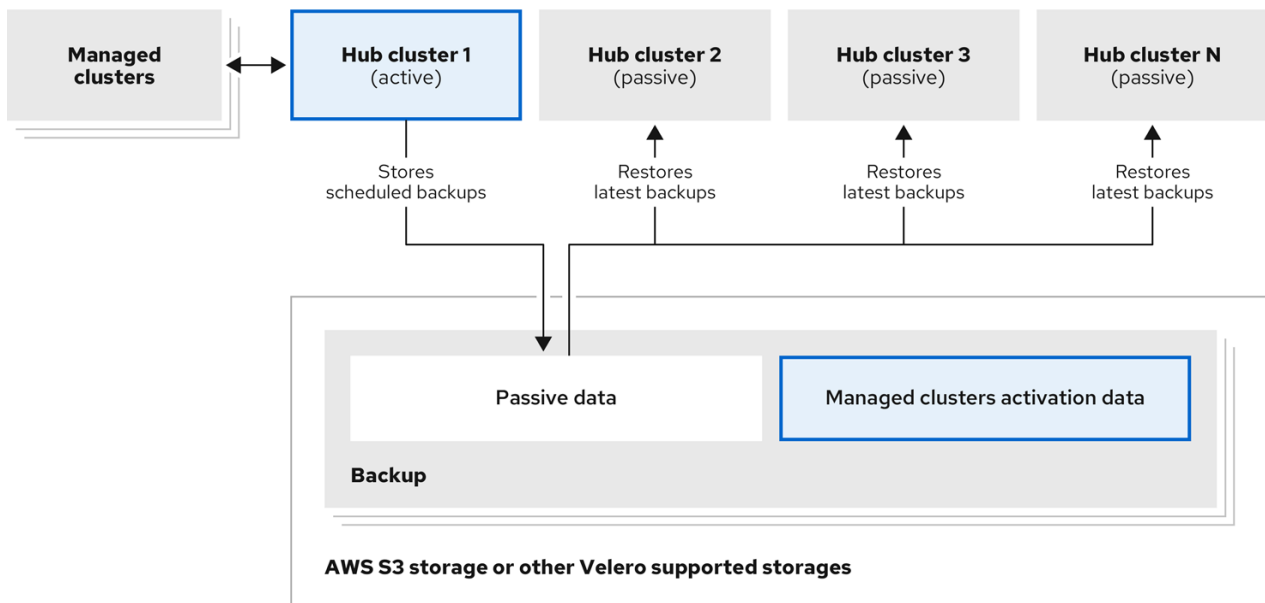 Managed
clusters
Hub cluster 1
(active)
Hub cluster 2
(passive)
Hub cluster 3
(passive)
Hub cluster N
(passive)
Stores
scheduled backups
Restores
latest backups
Restores
latest backups
Restores
latest backups
Passive data
Managed clusters activation data
Backup
AWS S3 storage or other Velero supported storages